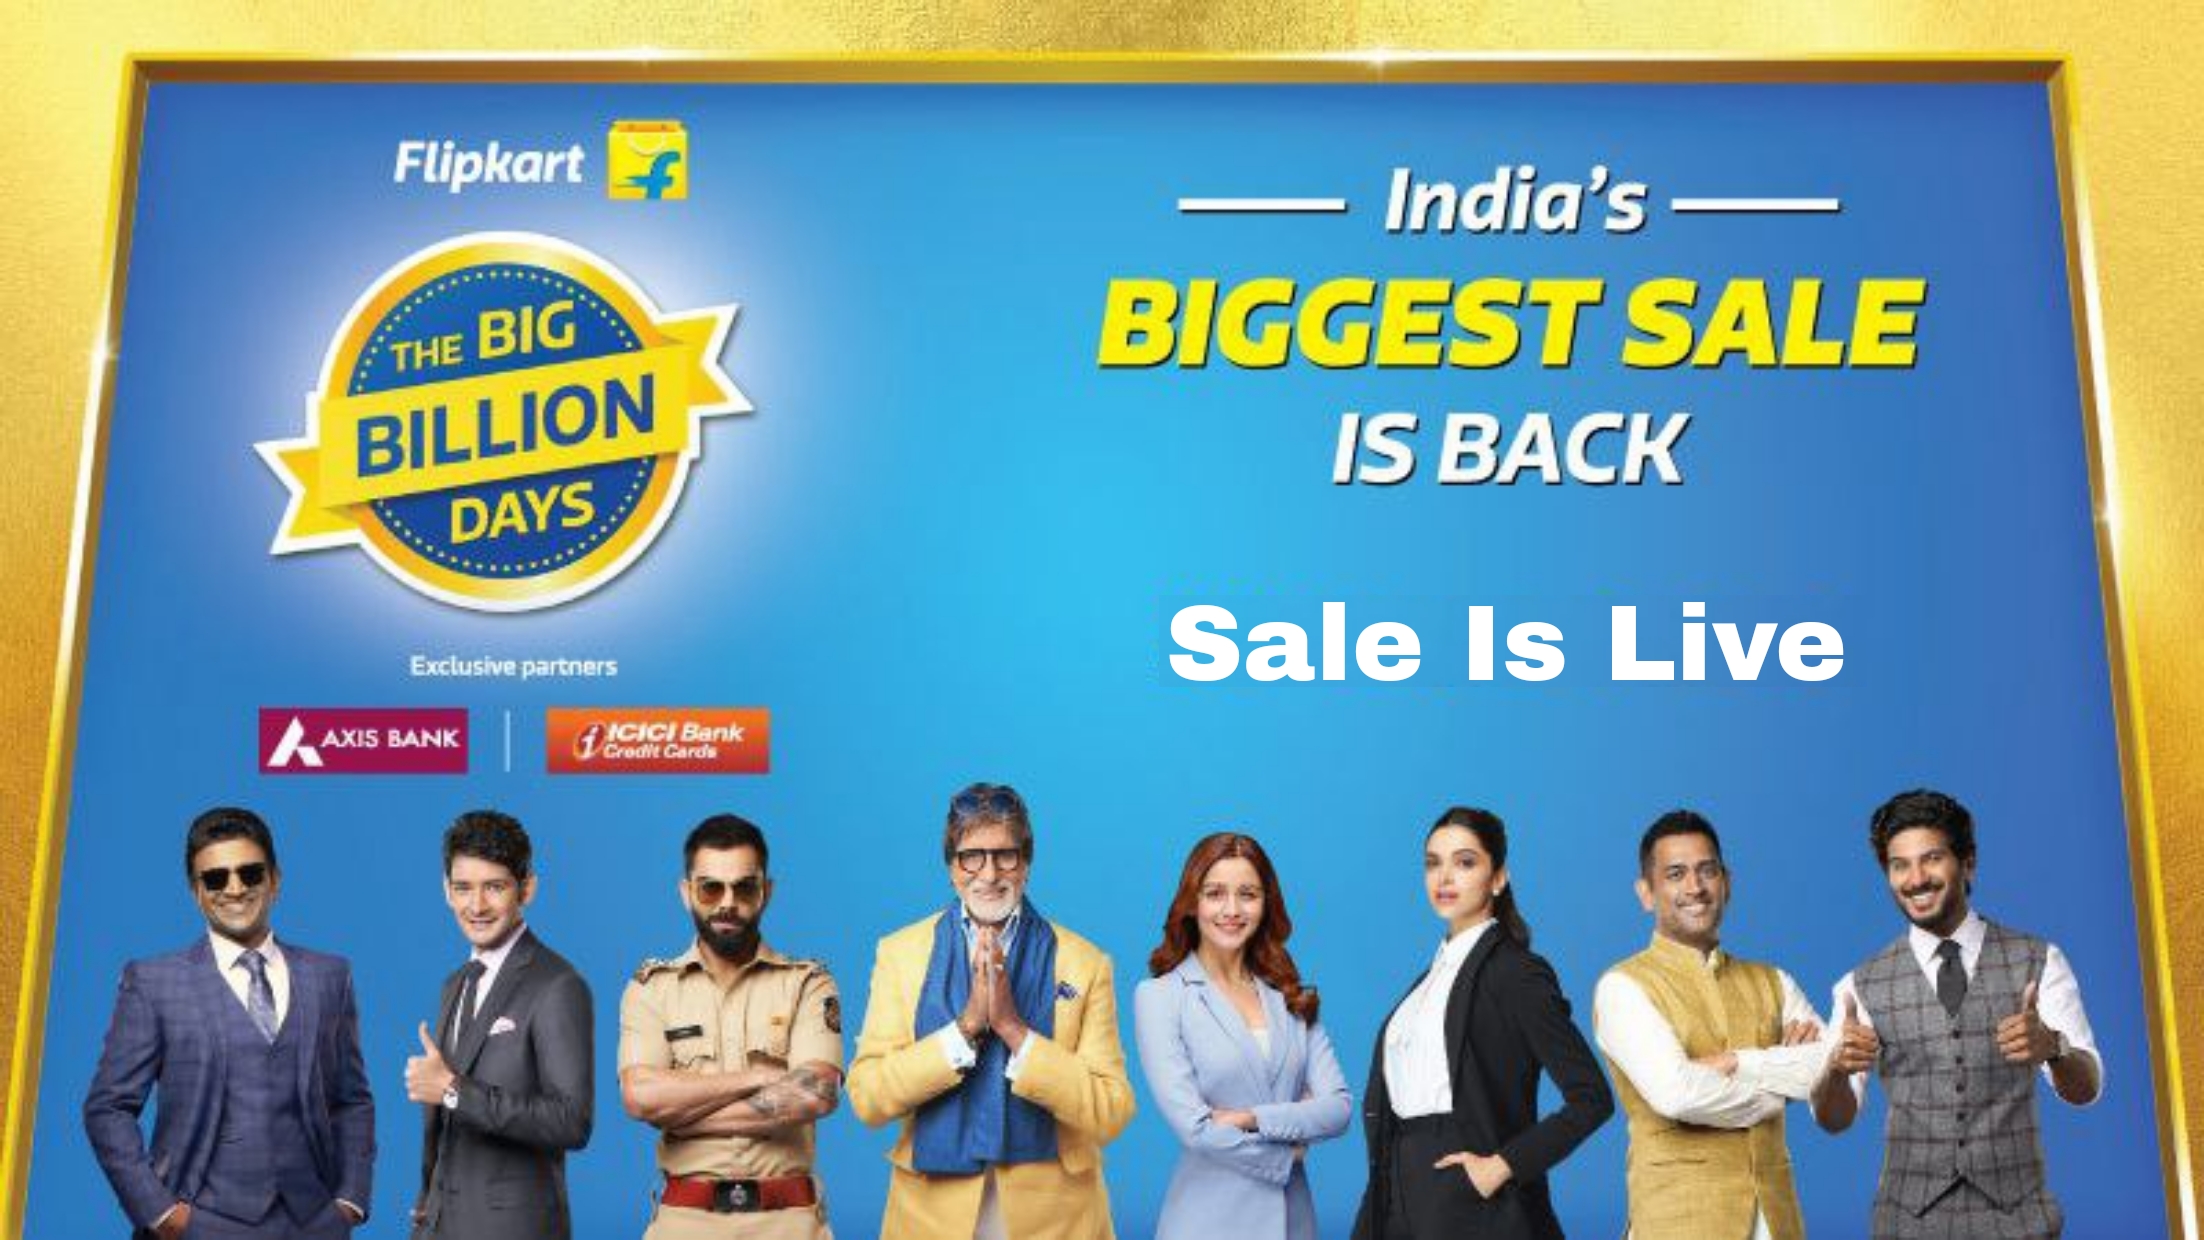 Flipkart
THE BIG
BILLION
DAYS
Exclusive partners
AXIS BANK
ICICI Bank
Credit Cards
India's
BIGGEST SALE
IS BACK
Sale Is Live